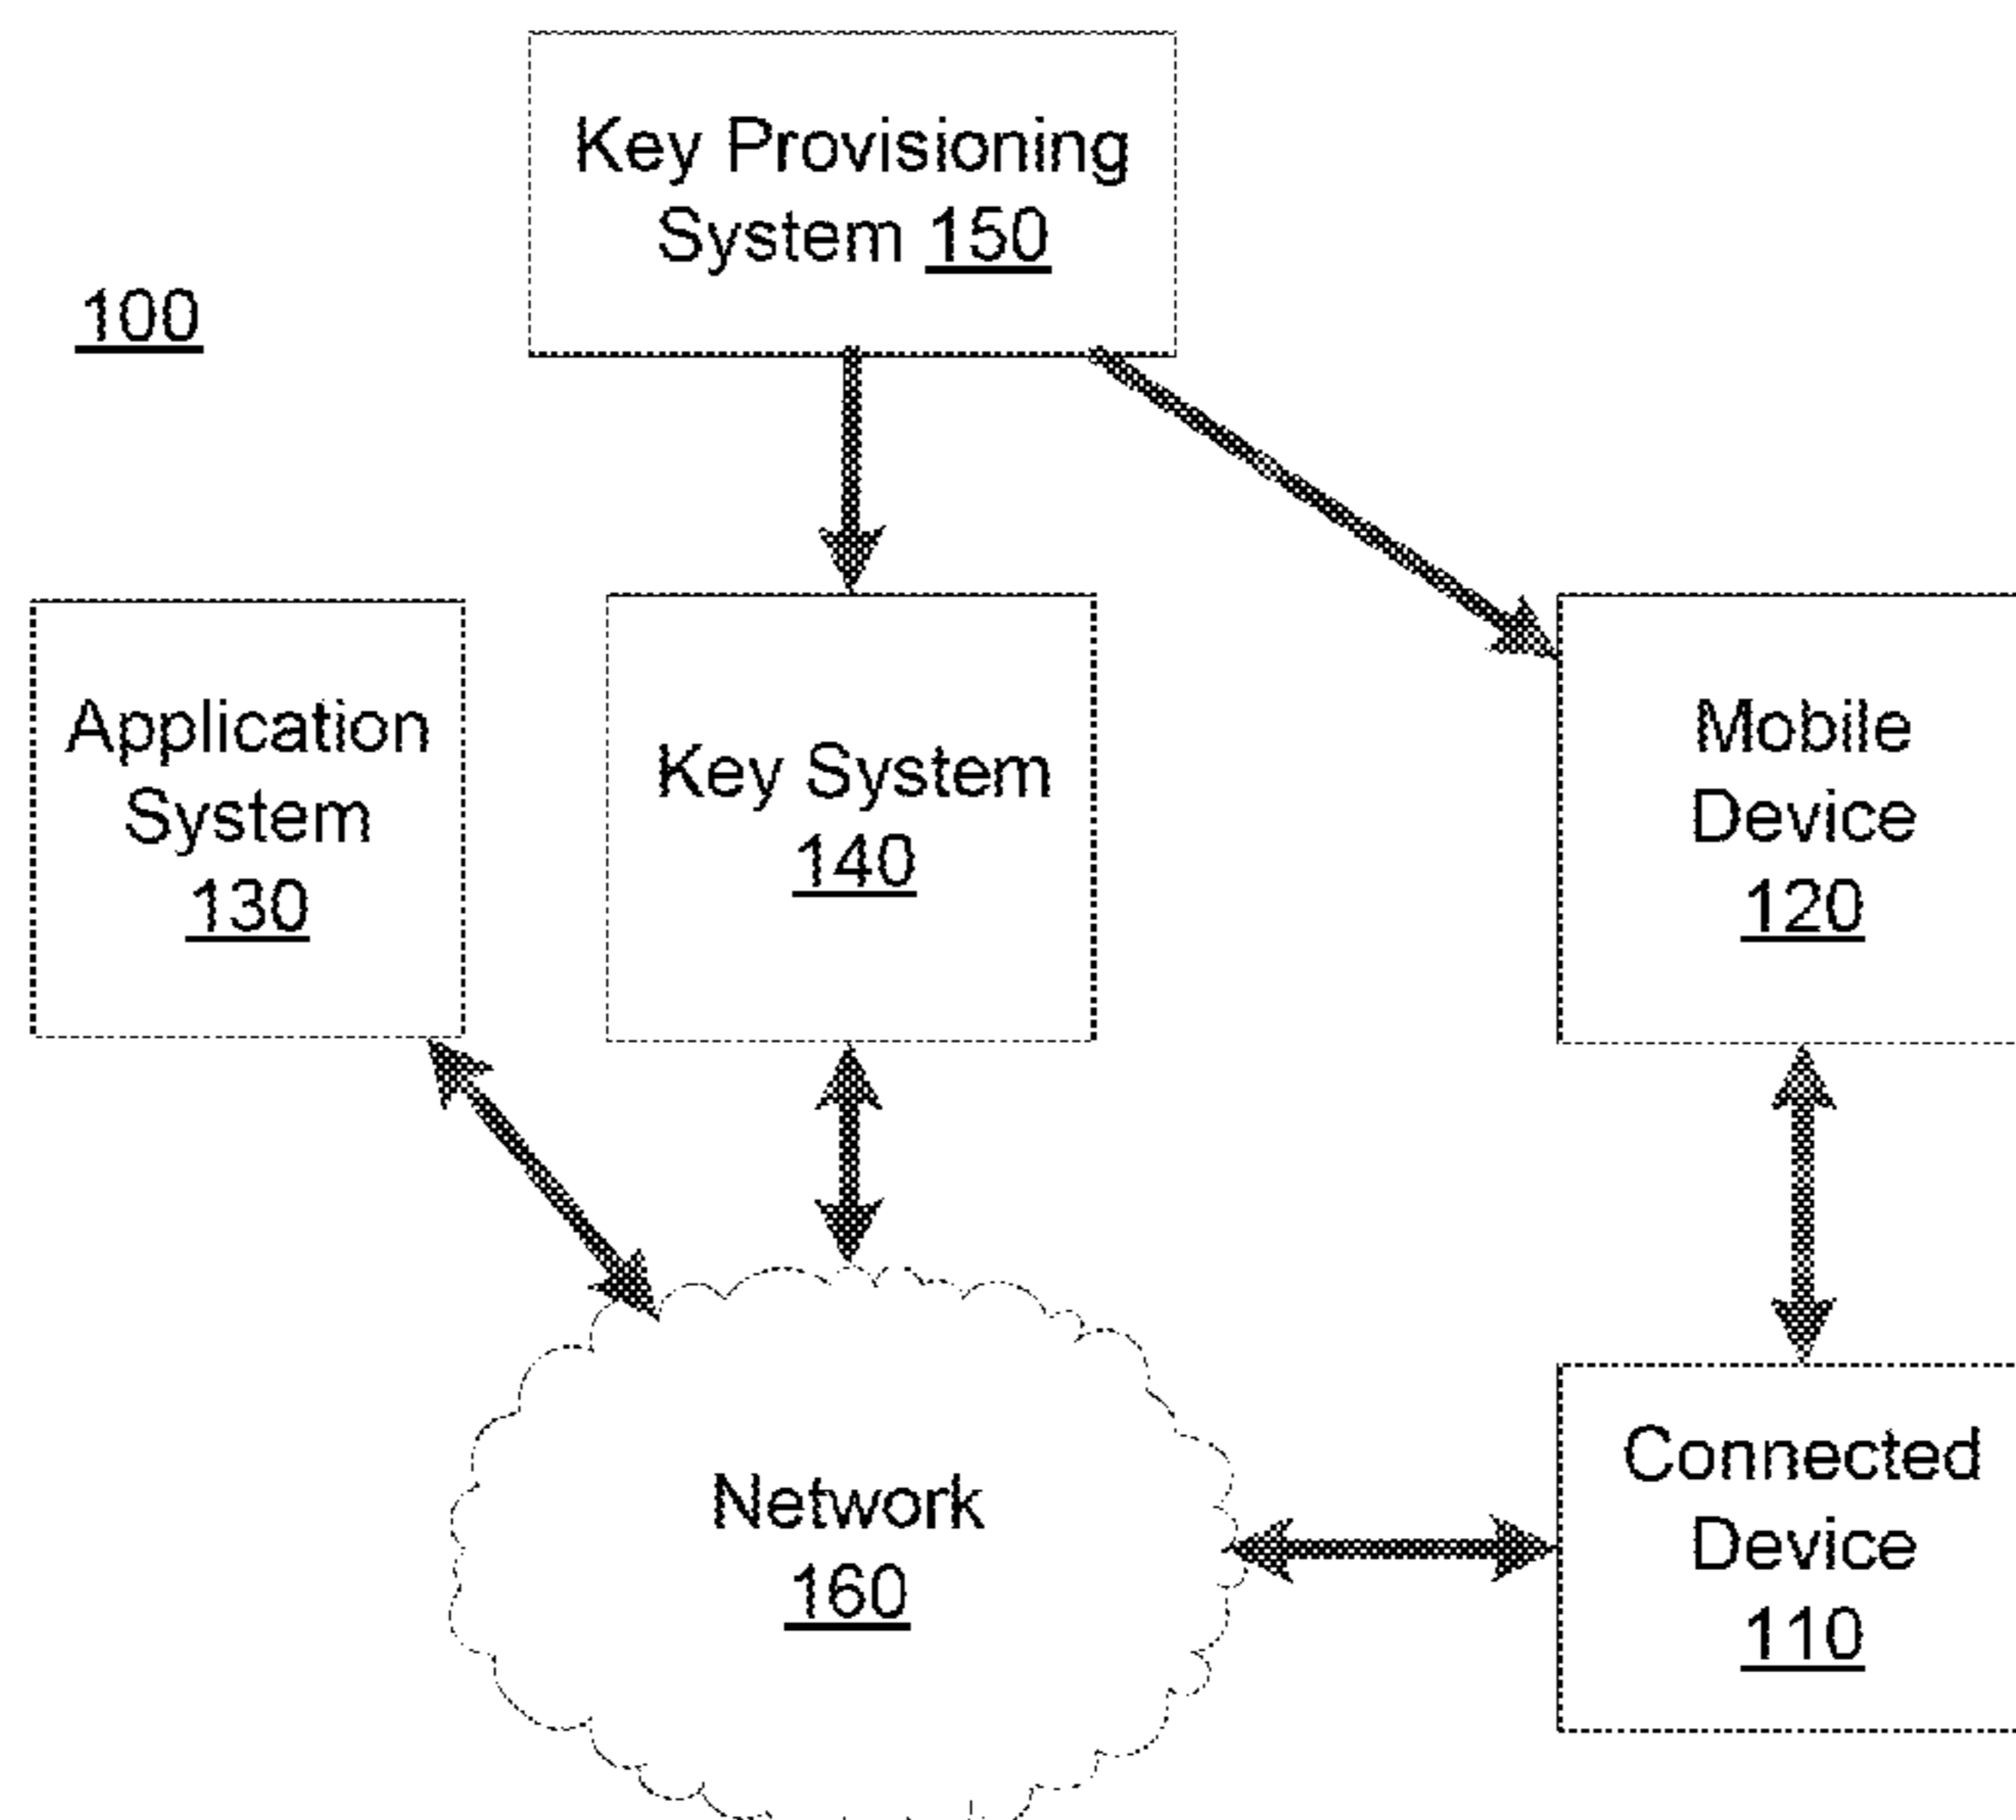 Key Provisioning
System 150
100
Application
System
130
Key System
140
Mobile
Device
120
Network
160
Connected
Device
110